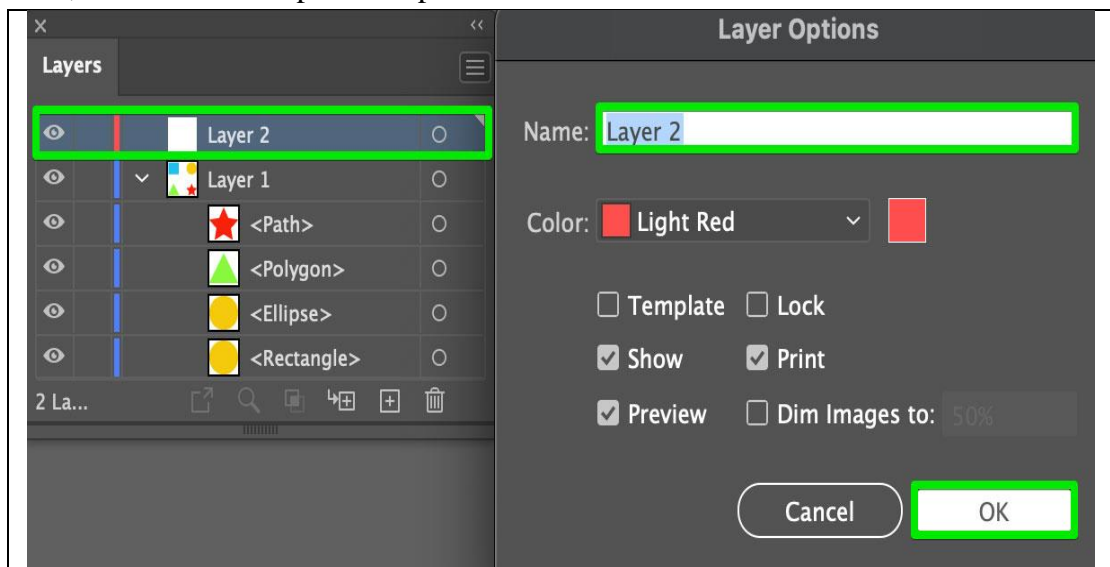 Layers
Layer 2
Layer 1
<Path>
<Polygon>
<Ellipse>
<Rectangle>
2 La...
Layer Options
Name: Layer 2
Color: Light Red
Template Lock
Show Print
Preview Dim Images to: 50%
Cancel OK